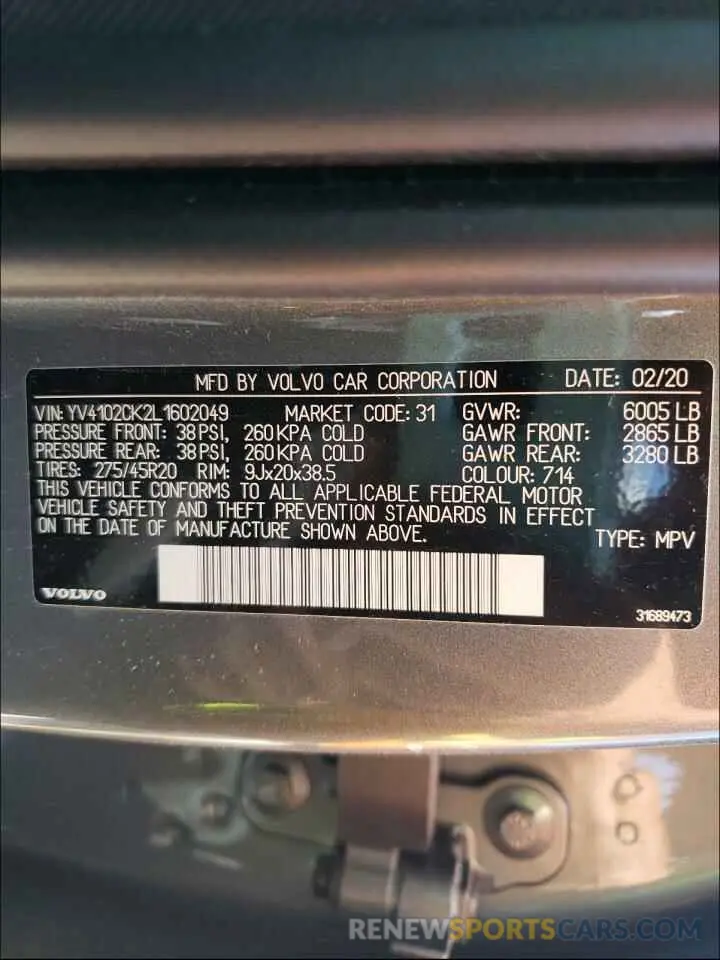 MFD BY VOLVO CAR CORPORATION DATE: 02/20
VIN: YV4102CK2L1602049 MARKET CODE: 31 GVWR: 6005 LB
PRESSURE FRONT: 38 PSI, 260 KPA COLD GAWR FRONT: 2865 LB
PRESSURE REAR: 38 PSI, 260 KPA COLD GAWR REAR: 3280 LB
TIRES: 275/45R20 RIM: 9Jx20x38.5 COLOUR: 714
THIS VEHICLE CONFORMS TO ALL APPLICABLE FEDERAL MOTOR
VEHICLE SAFETY AND THEFT PREVENTION STANDARDS IN EFFECT
ON THE DATE OF MANUFACTURE SHOWN ABOVE. TYPE: MPV
VOLVO 31689473
RENEWSPORTSCARS.COM